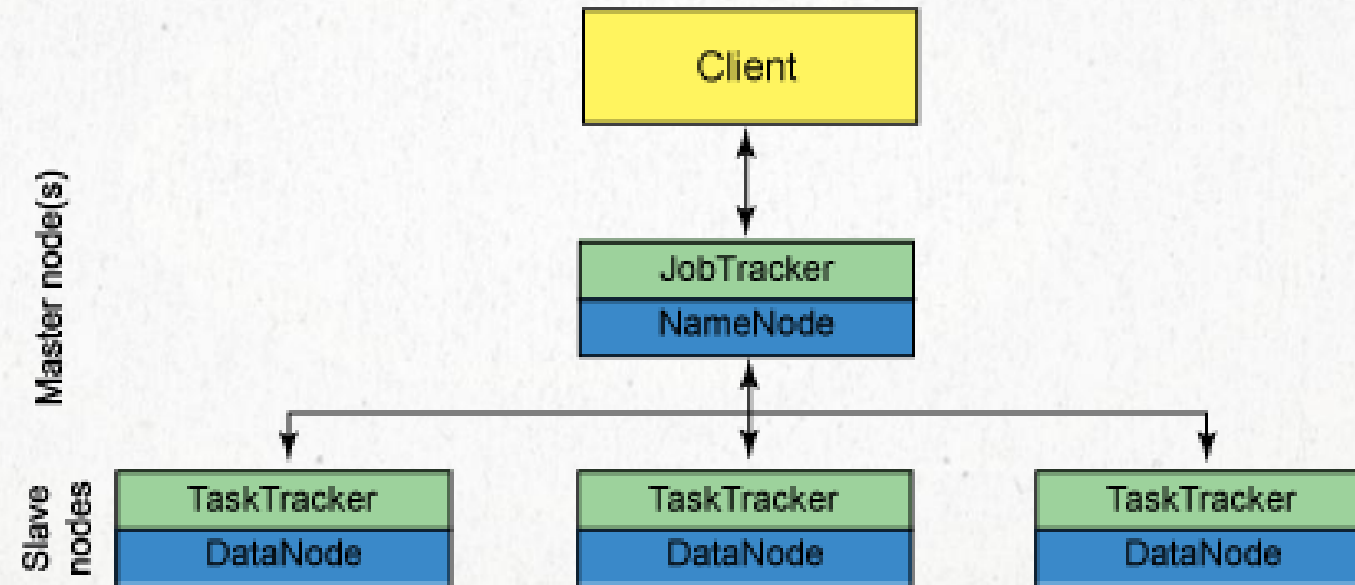 Client
Master node(s)
JobTracker
NameNode
Slave
nodes
TaskTracker
DataNode
TaskTracker
DataNode
TaskTracker
DataNode